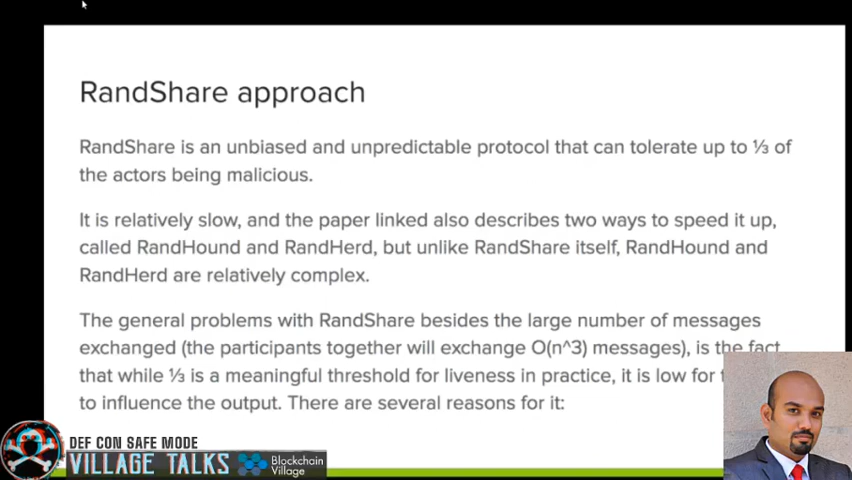 RandShare approach
RandShare is an unbiased and unpredictable protocol that can tolerate up to ⅓ of
the actors being malicious.
It is relatively slow, and the paper linked also describes two ways to speed it up,
called RandHound and RandHerd, but unlike RandShare itself, RandHound and
RandHerd are relatively complex.
The general problems with RandShare besides the large number of messages
exchanged (the participants together will exchange O(n^3) messages), is the fact
that while ⅓ is a meaningful threshold for liveness in practice, it is low for
to influence the output. There are several reasons for it:
DEF CON SAFE MODE
VILLAGE TALKS
Blockchain
Village